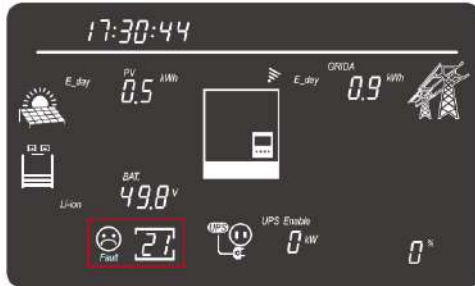 17:30:44
E_day PV 0.5 kWh
E_day GRIDA 0.9 kWh
Li-ion BAT. 49.8 V
Fault 21
UPS
UPS Enable 0 kW
0 %